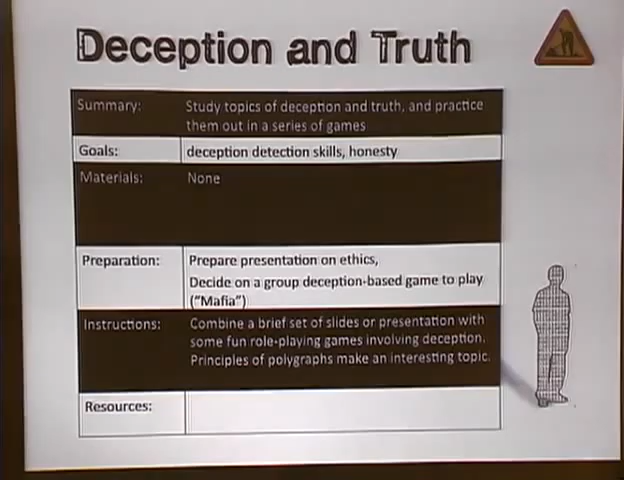 Deception and Truth
Summary: Study topics of deception and truth, and practice
them out in a series of games
Goals: deception detection skills, honesty
Materials: None
Preparation: Prepare presentation on ethics,
Decide on a group deception-based game to play
("Mafia")
Instructions: Combine a brief set of slides or presentation with
some fun role-playing games involving deception.
Principles of polygraphs make an interesting topic.
Resources: